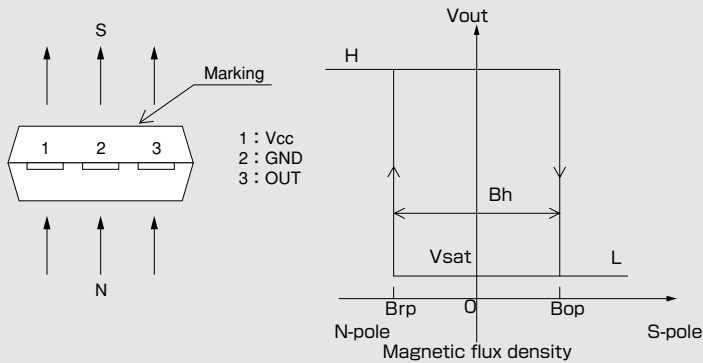 S
Marking
1 2 3
1：Vcc
2：GND
3：OUT
N
Vout
H
Bh
Vsat
L
Brp
O
Bop
N-pole
S-pole
Magnetic flux density